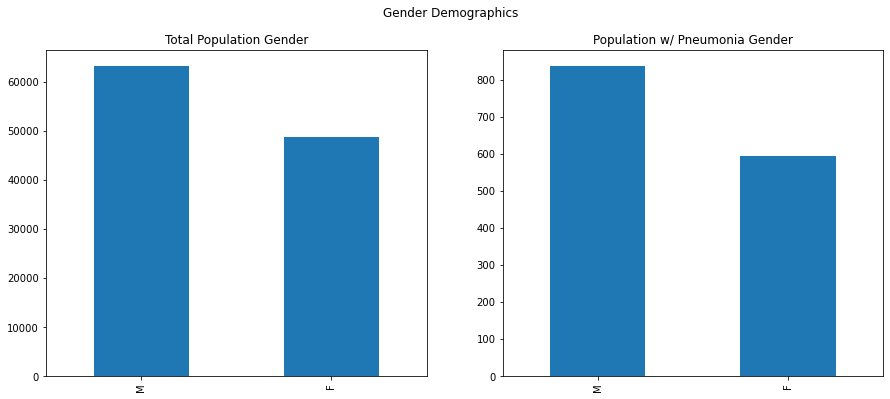 Gender Demographics
Total Population Gender
60000
50000
40000
30000
20000
10000
0
M
F
Population w/ Pneumonia Gender
800
700
600
500
400
300
200
100
0
M
F